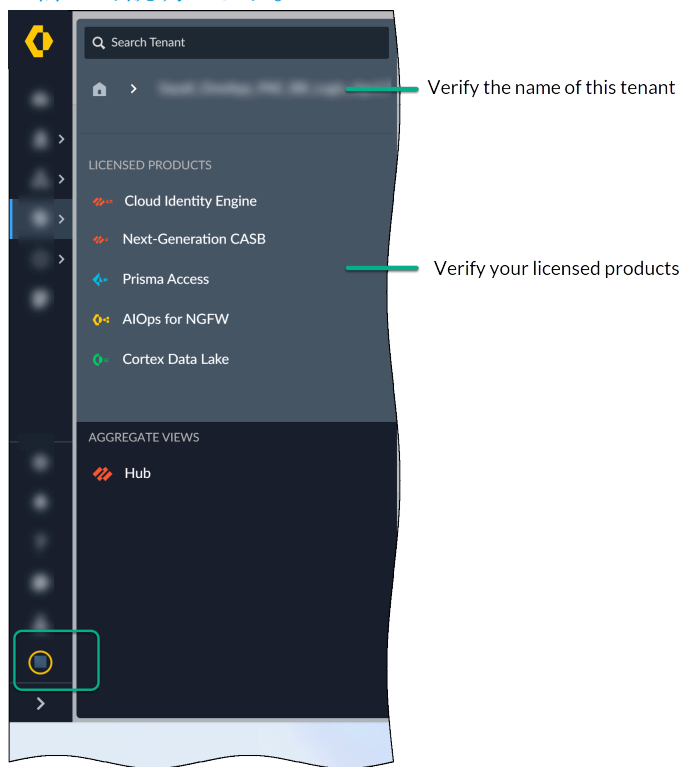 Search Tenant
Verify the name of this tenant
LICENSED PRODUCTS
Cloud Identity Engine
Next-Generation CASB
Verify your licensed products
Prisma Access
AIOps for NGFW
Cortex Data Lake
AGGREGATE VIEWS
Hub